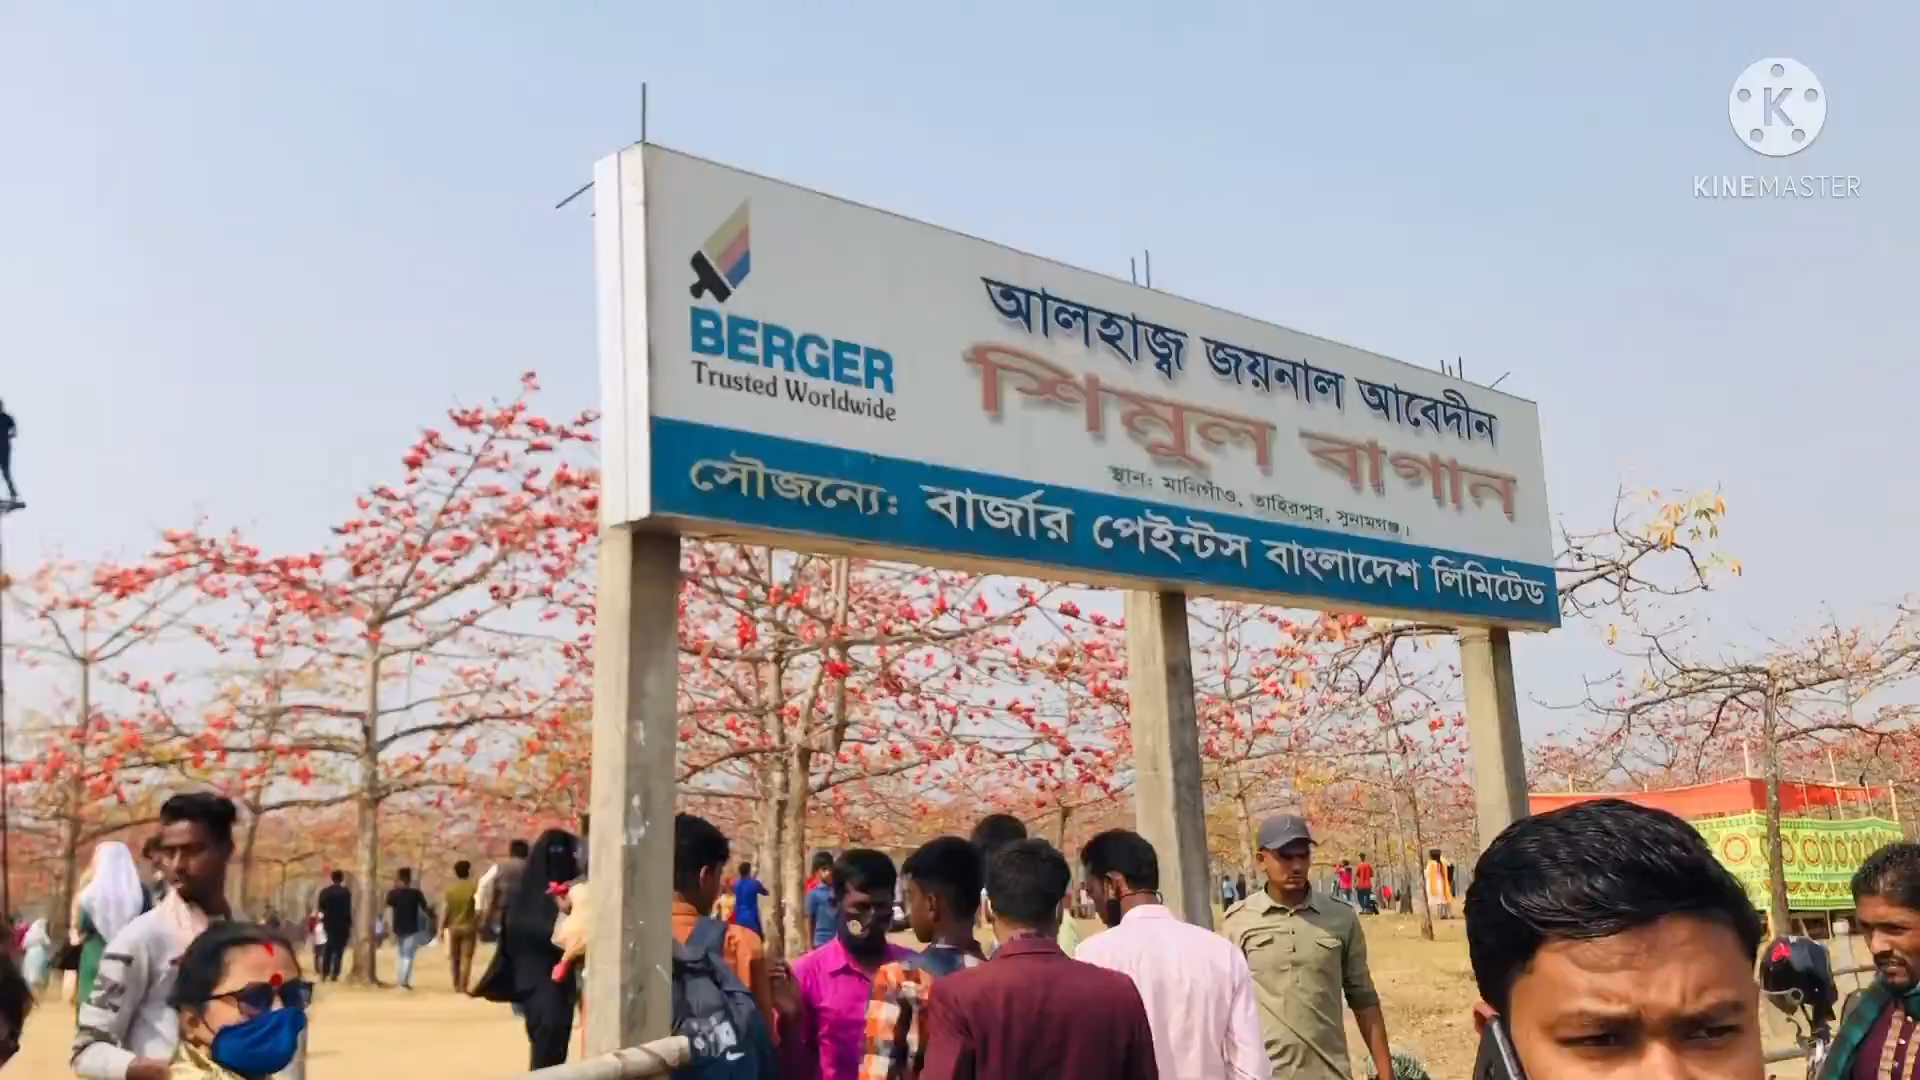 BERGER
Trusted Worldwide
আলহাজ্ব জয়নাল আবেদীন
শিমুল বাগান
স্থান: মানিগাঁও, তাহিরপুর, সুনামগঞ্জ।
সৌজন্যে: বার্জার পেইন্টস বাংলাদেশ লিমিটেড
K
KINEMASTER